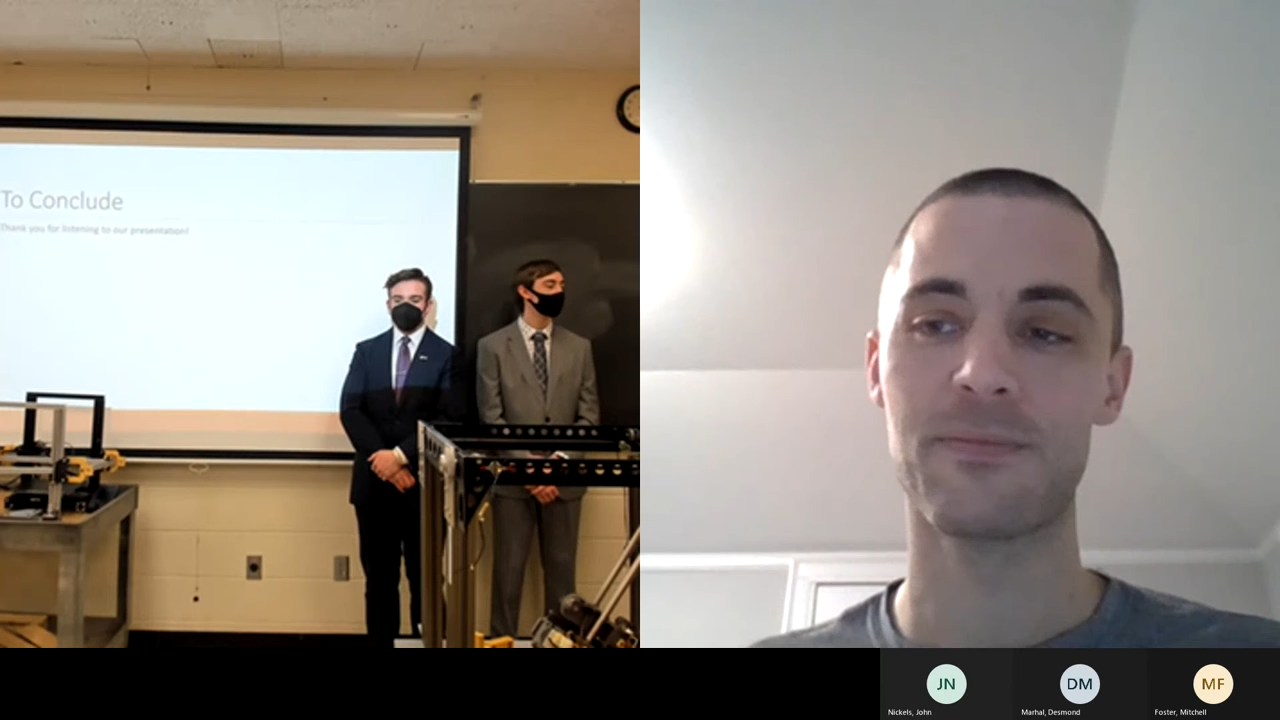 To Conclude
Thank you for listening to our presentation!
JN
DM
MF
Nickels, John
Marhal, Desmond
Foster, Mitchell